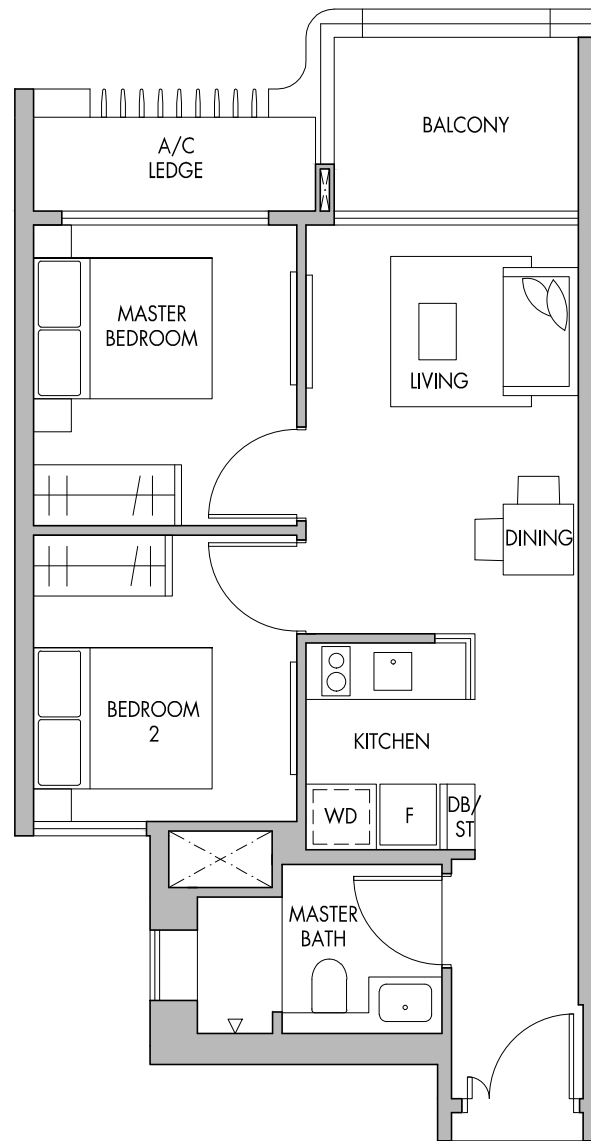 BALCONY
A/C
LEDGE
MASTER
BEDROOM
LIVING
DINING
BEDROOM
2
KITCHEN
WD
F
DB/
ST
MASTER
BATH